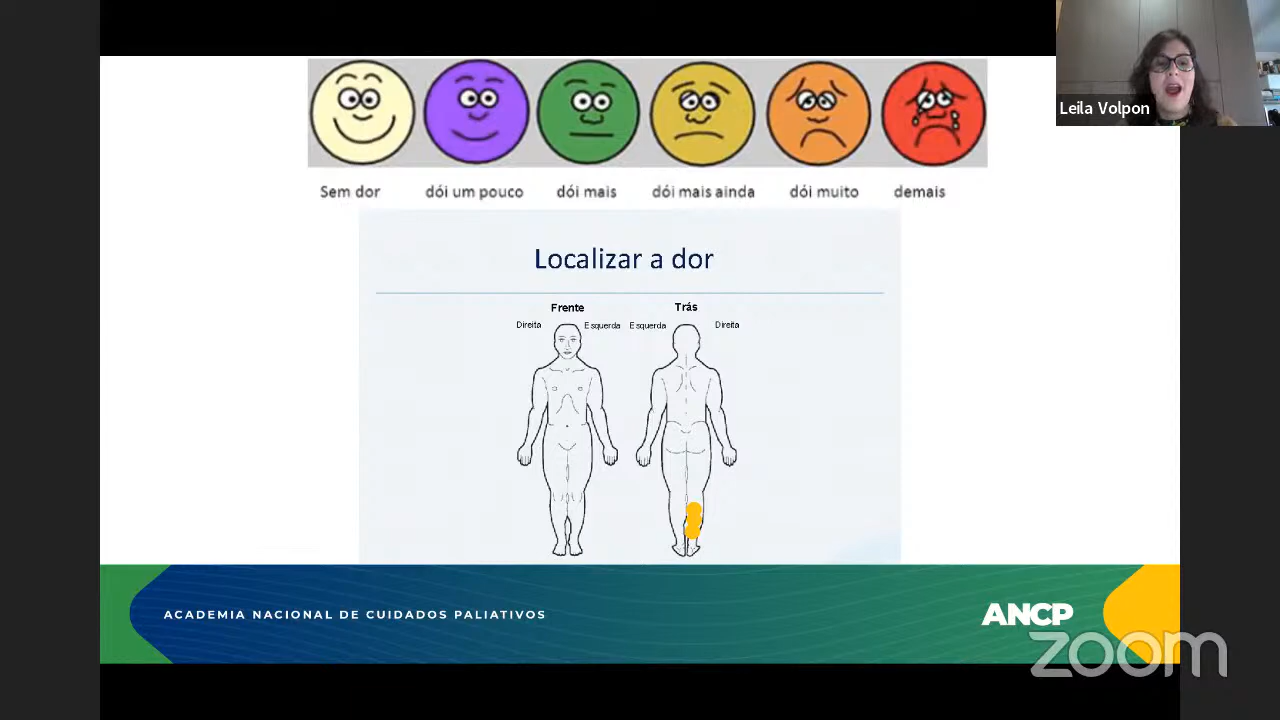 Leila Volpon
Sem dor dói um pouco dói mais dói mais ainda dói muito demais
Localizar a dor
Frente Trás
Direita Esquerda Esquerda Direita
ACADEMIA NACIONAL DE CUIDADOS PALIATIVOS
ANCP
zoom